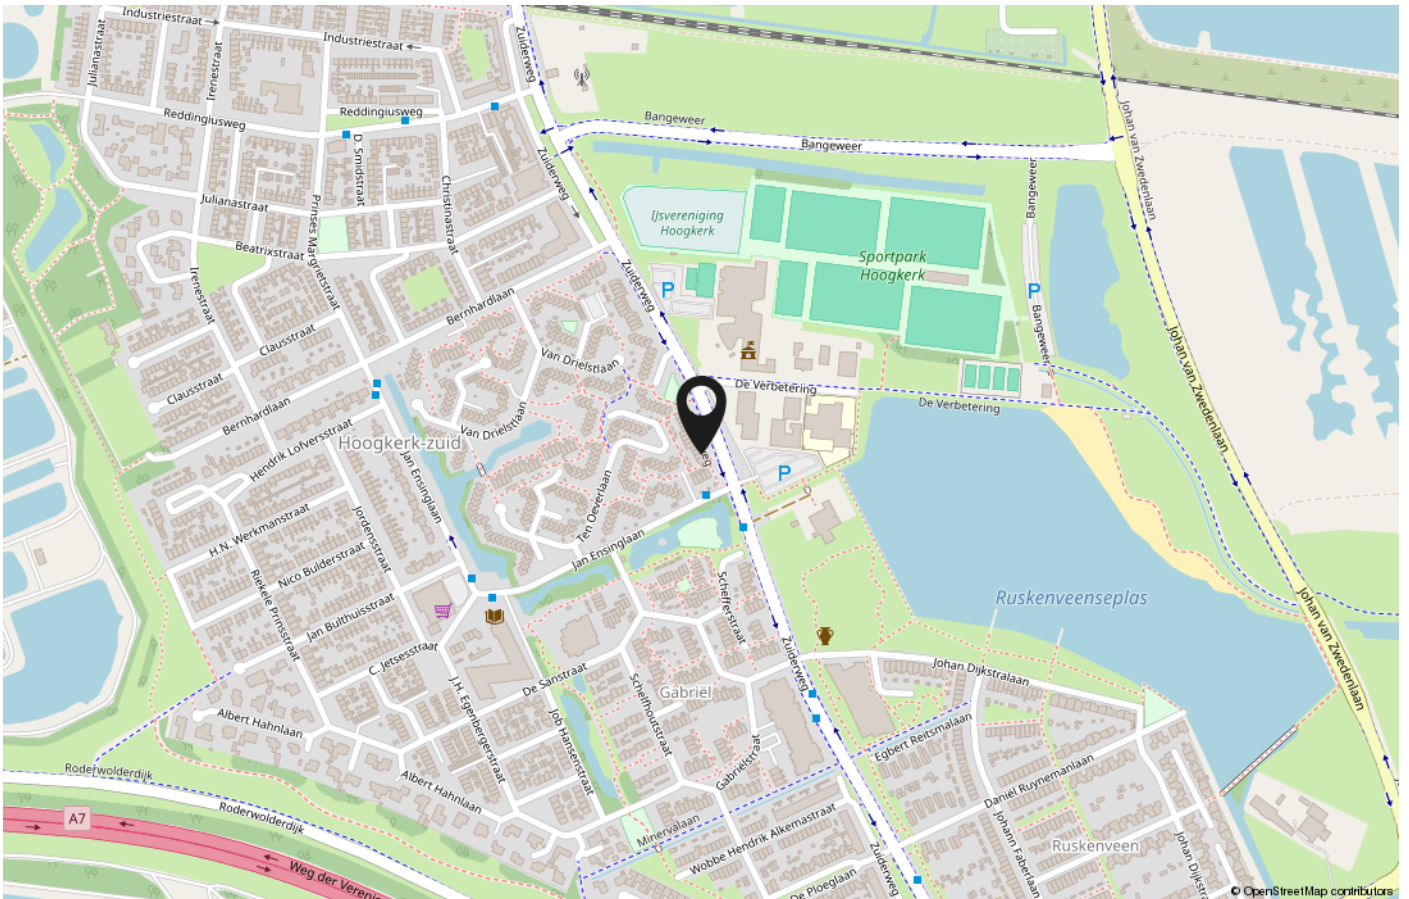 Industriestraat
Industriestraat
Julianastraat
Irenestraat
Zuiderweg
Reddingiusweg
Reddingiusweg
D. Smidstraat
Bangeweer
Bangeweer
Bangeweer
Johan van Zwedenlaan
Zuiderweg
Christinastraat
Julianastraat
Prinses Margrietstraat
Beatrixstraat
IJsvereniging
Hoogkerk
Sportpark
Hoogkerk
Irenestraat
Zuiderweg
P
P
Bernhardlaan
Bangeweer
Clausstraat
Clausstraat
Van Drielstlaan
Johan van Zwedenlaan
De Verbetering
De Verbetering
Bernhardlaan
Hendrik Lofversstraat
Hoogkerk-zuid
Van Drielstlaan
Jan Ensinglaan
eg
P
Ten Oeverlaan
H.N. Werkmanstraat
Jordensstraat
Jan Ensinglaan
Nico Bulderstraat
Riekele Prinsstraat
Jan Bulthuisstraat
Scheffersstraat
Ruskenveenseplas
Johan van Zwedenlaan
C. Jetsesstraat
Zuiderweg
De Sanstraat
Gabriël
Johan Dijkstralaan
J.H. Egenbergerstraat
Schelfhoutstraat
Albert Hahnlaan
Job Hansenstraat
Egbert Reitsmalaan
Gabriëlstraat
Roderwolderdijk
Albert Hahnlaan
Daniël Ruynemanlaan
Roderwolderdijk
A7
Minervalaan
Wobbe Hendrik Alkemastraat
Johann Faberlaan
Ruskenveen
Johan Dijkstra
Zuiderweg
De Ploeglaan
Weg der Vereni
© OpenStreetMap contributors